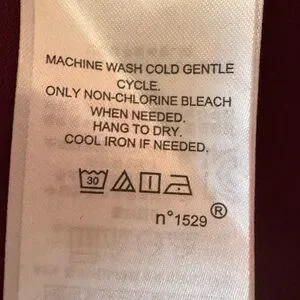 MACHINE WASH COLD GENTLE
CYCLE.
ONLY NON-CHLORINE BLEACH
WHEN NEEDED.
HANG TO DRY.
COOL IRON IF NEEDED.
30
n°1529®